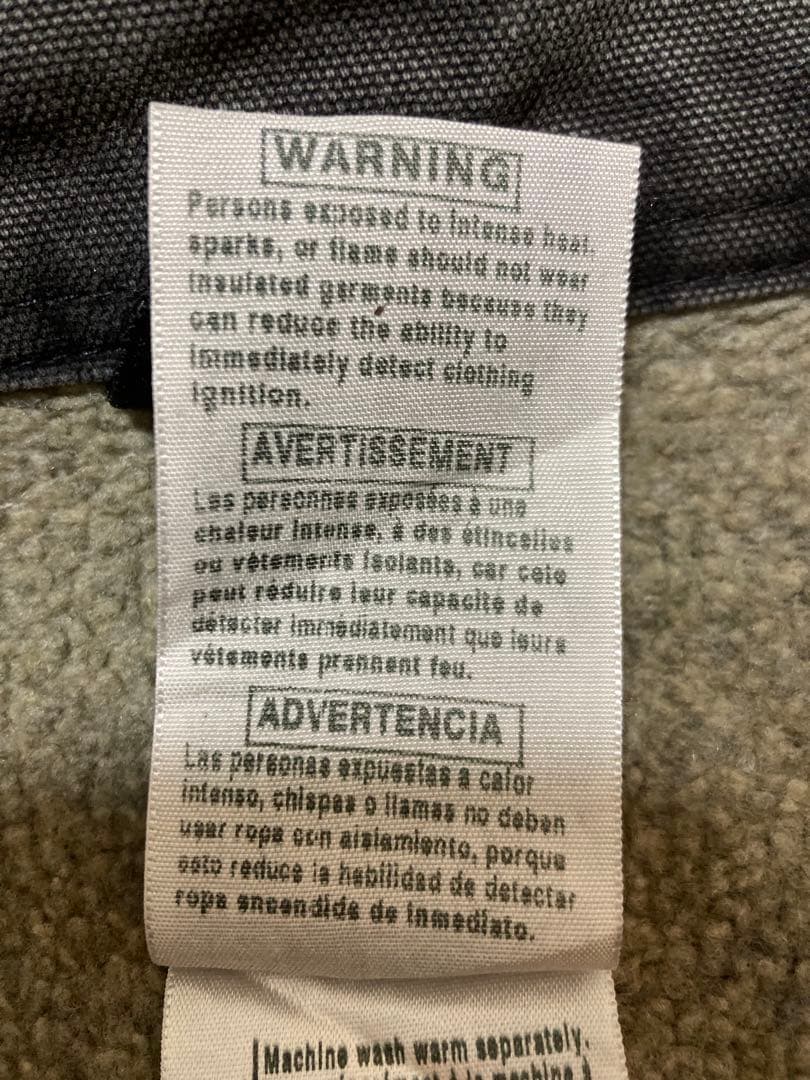 WARNING
Persons exposed to intense heat.
sparks, or flame should not wear
insulated garments because they
can reduce the ability to
immediately detect clothing
ignition.
AVERTISSEMENT
Les personnes exposées à une
chaleur intense, à des étincelles
ou vêtements isolants, car cela
peut réduire leur capacité de
détecter immédiatement que leurs
vêtements prennent feu.
ADVERTENCIA
Las personas expuestas a calor
intenso, chispas o llamas no deben
usar ropa con aislamiento, porque
esto reduce la habilidad de detectar
ropa encendida de inmediato.
Machine wash warm separately.